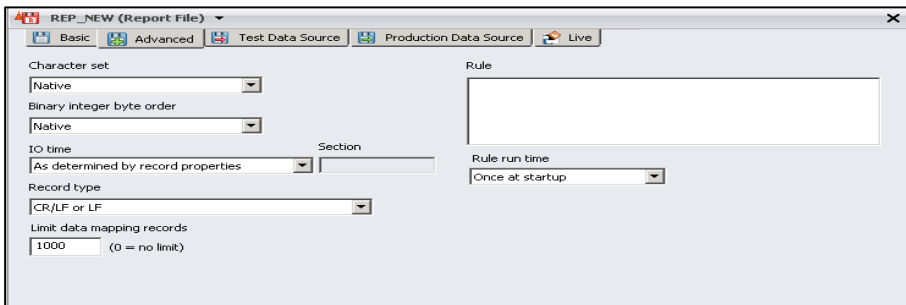 REP_NEW (Report File)
Basic
Advanced
Test Data Source
Production Data Source
Live
Character set
Native
Binary integer byte order
Native
IO time
Section
As determined by record properties
Record type
CR/LF or LF
Limit data mapping records
1000 (0 = no limit)
Rule
Rule run time
Once at startup